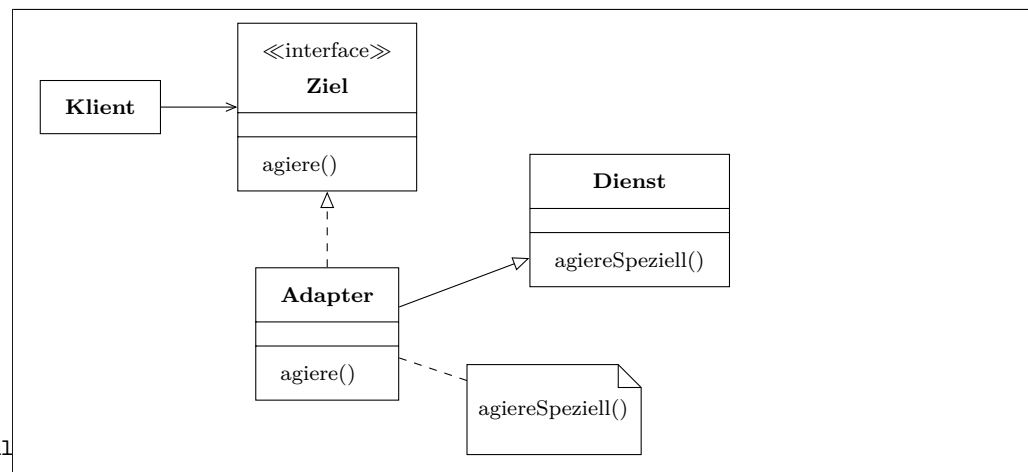 ≪interface≫
Ziel
Klient
agiere()
Dienst
agiereSpeziell()
Adapter
agiere()
agiereSpeziell()